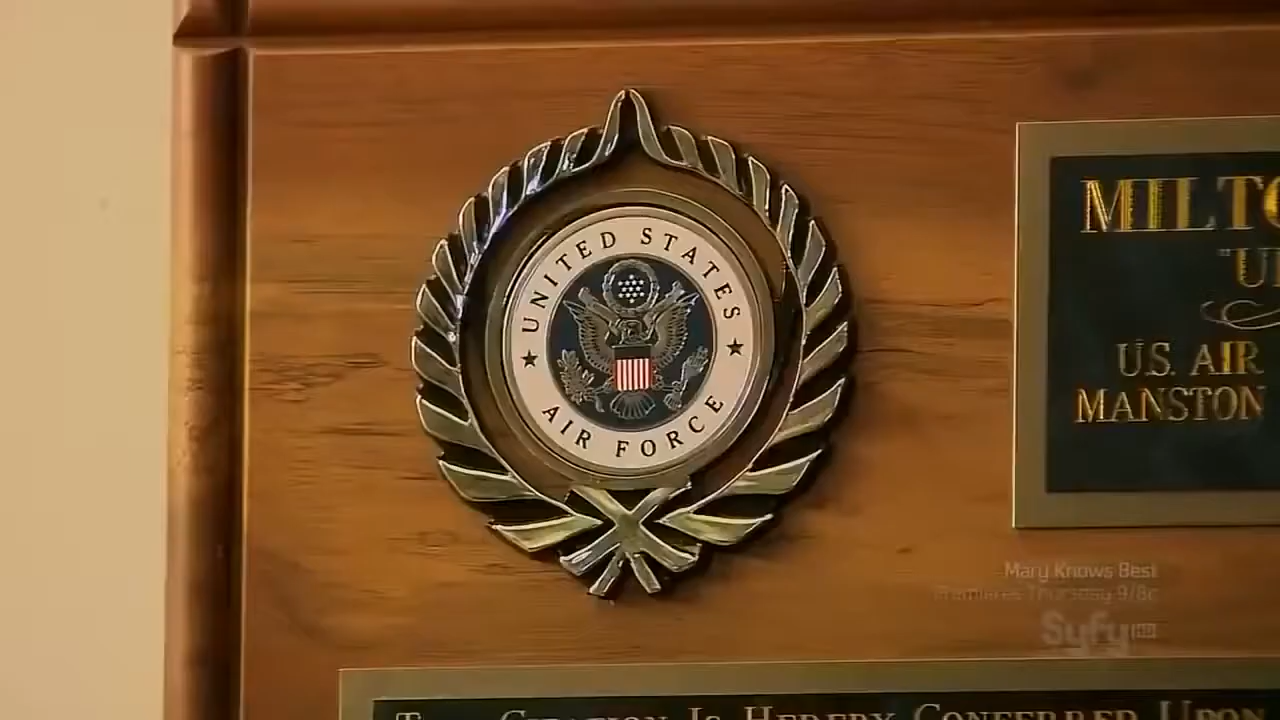 UNITED STATES
AIR FORCE
MILTO
"U
U.S. AIR
MANSTON
Mary Knows Best
Premieres Thursday 9/8c
Syfy HD
CITATION IS HEREBY CONFERRED UPON